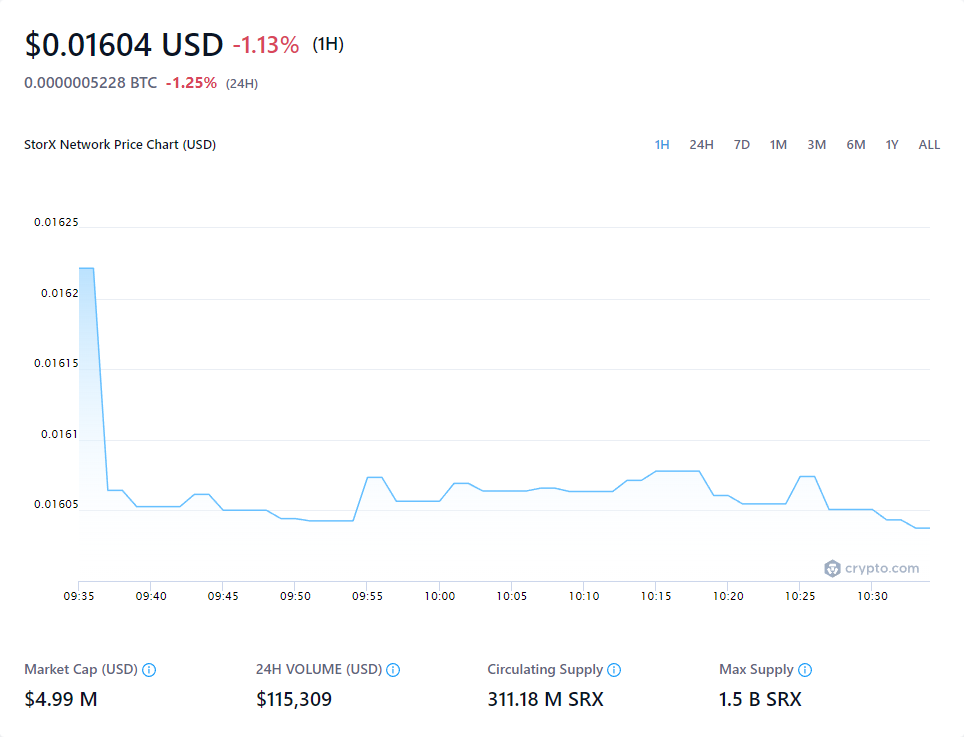 $0.01604 USD -1.13% (1H)
0.0000005228 BTC -1.25% (24H)
StorX Network Price Chart (USD) 1H 24H 7D 1M 3M 6M 1Y ALL
0.01625
0.0162
0.01615
0.0161
0.01605
crypto.com
09:35 09:40 09:45 09:50 09:55 10:00 10:05 10:10 10:15 10:20 10:25 10:30
Market Cap (USD) 24H VOLUME (USD) Circulating Supply Max Supply
$4.99 M $115,309 311.18 M SRX 1.5 B SRX